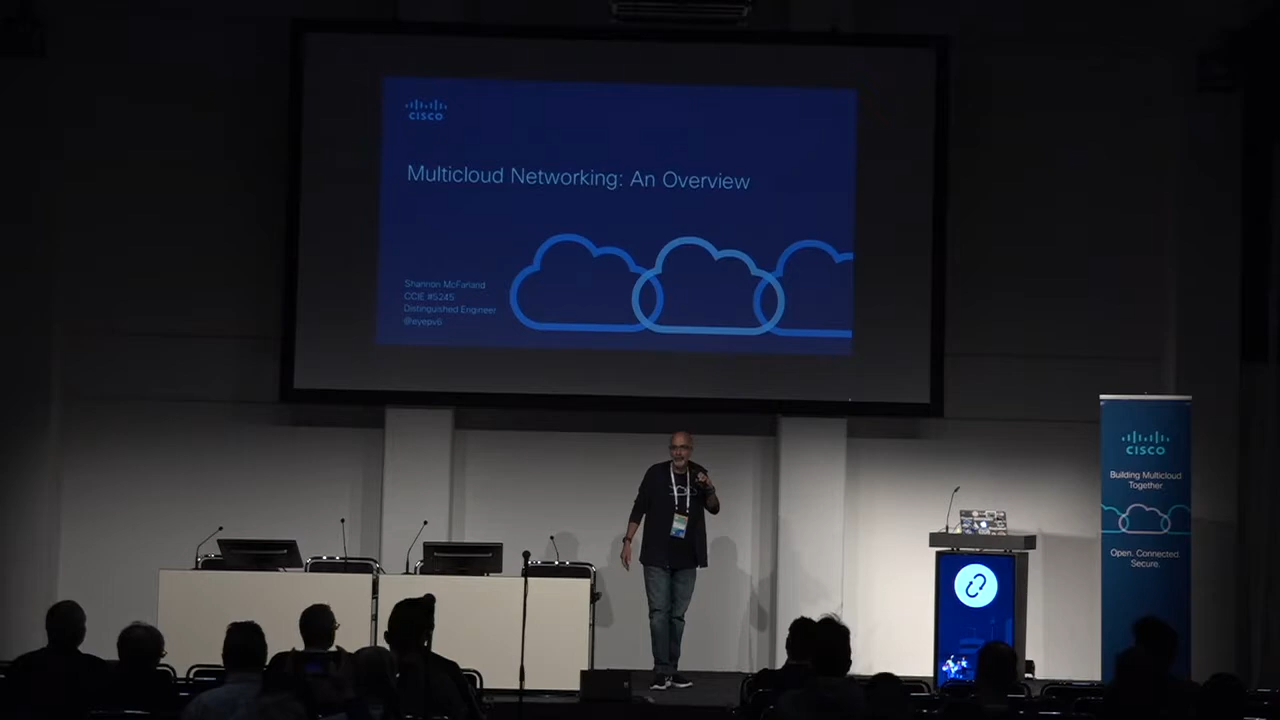 CISCO
Multicloud Networking: An Overview
Shannon McFarland
CCIE #5245
Distinguished Engineer
@eyepv6
CISCO
Building Multicloud
Together.
Open. Connected.
Secure.